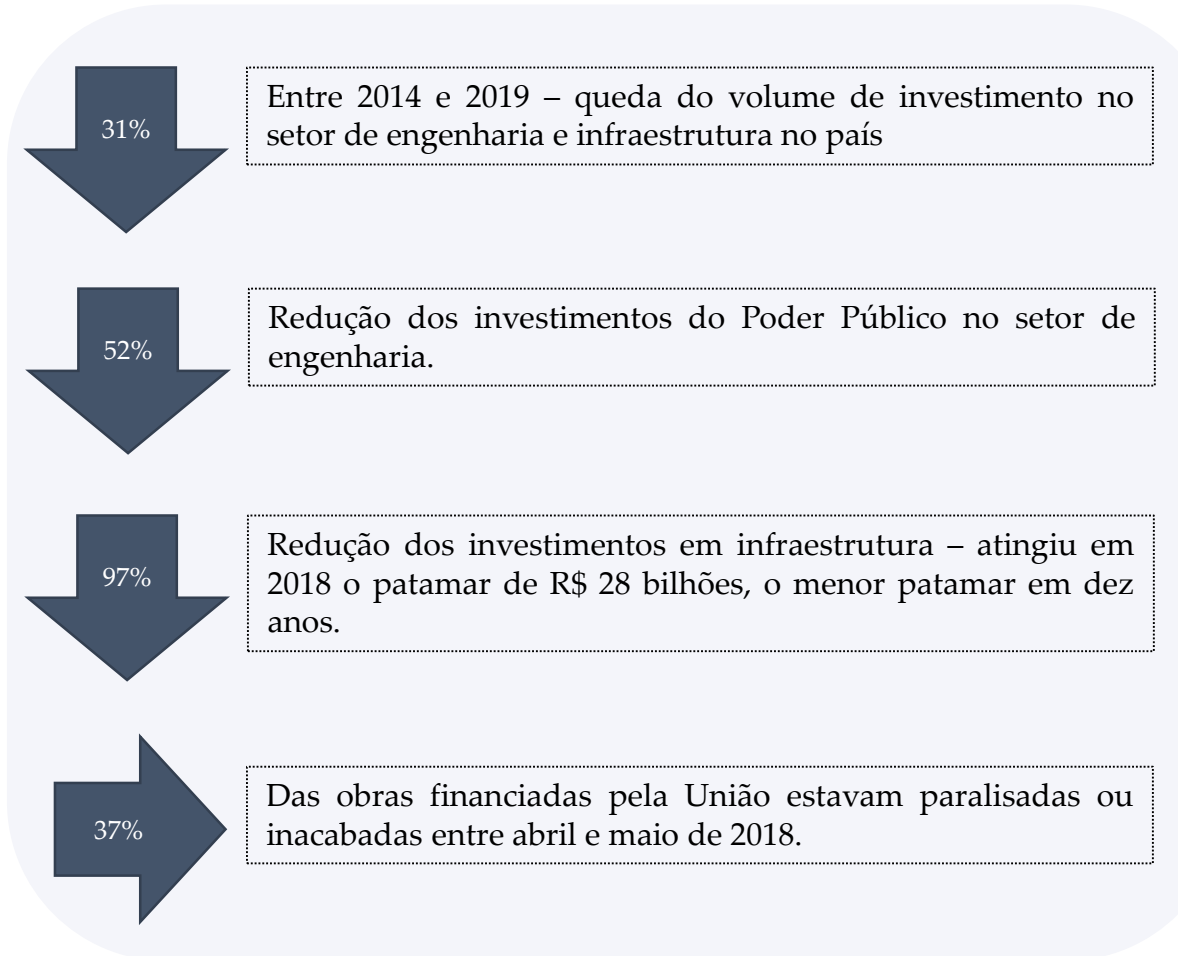 31%
Entre 2014 e 2019 – queda do volume de investimento no
setor de engenharia e infraestrutura no país
52%
Redução dos investimentos do Poder Público no setor de
engenharia.
97%
Redução dos investimentos em infraestrutura – atingiu em
2018 o patamar de R$ 28 bilhões, o menor patamar em dez
anos.
37%
Das obras financiadas pela União estavam paralisadas ou
inacabadas entre abril e maio de 2018.